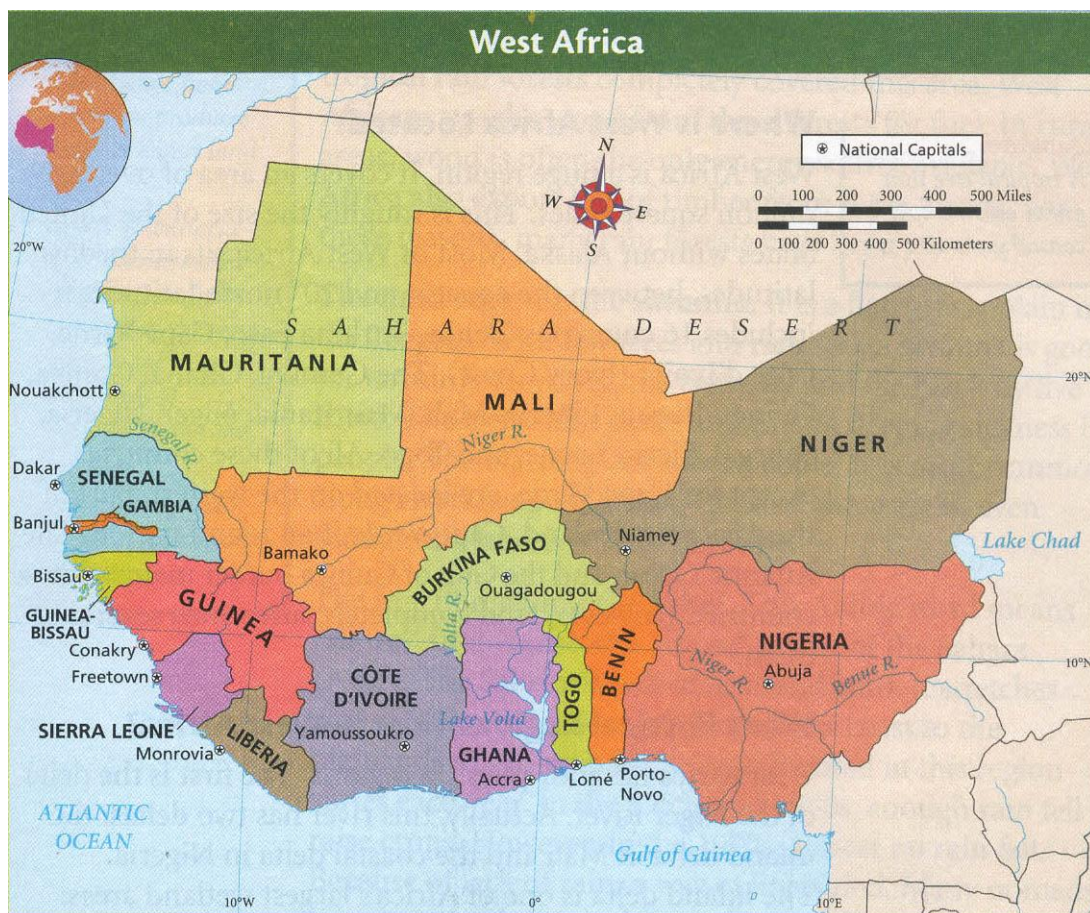 West Africa
N
W E
S
National Capitals
0 100 200 300 400 500 Miles
0 100 200 300 400 500 Kilometers
20°W
SAHARA DESERT
MAURITANIA
20°N
Nouakchott
MALI
Senegal R.
Niger R.
NIGER
Dakar
SENEGAL
GAMBIA
Banjul
Niamey
Lake Chad
Bamako
BURKINA FASO
Ouagadougou
Bissau
GUINEA-
BISSAU
GUINEA
Volta R.
Conakry
Freetown
NIGERIA
10°N
Niger R.
Abuja
Benue R.
BENIN
TOGO
CÔTE
D'IVOIRE
SIERRA LEONE
LIBERIA
Monrovia
Yamoussoukro
Lake Volta
GHANA
Accra
Lomé
Porto-
Novo
ATLANTIC
OCEAN
Gulf of Guinea
10°W
0°
10°E